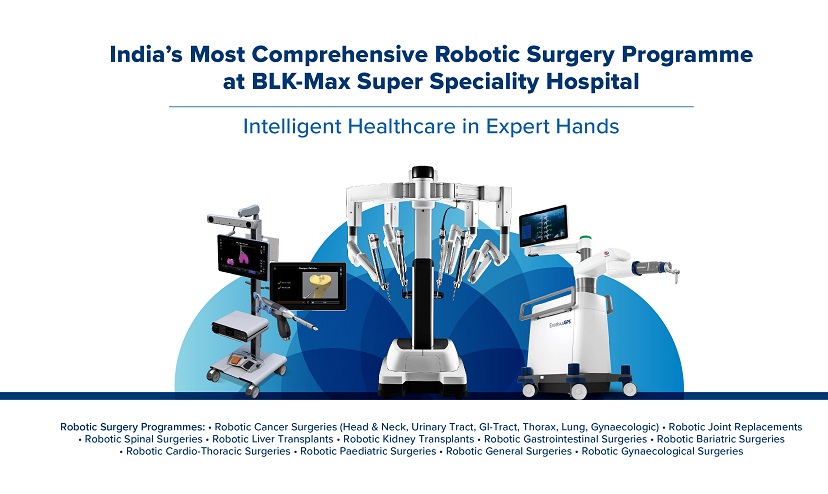 India's Most Comprehensive Robotic Surgery Programme
at BLK-Max Super Speciality Hospital
Intelligent Healthcare in Expert Hands
Robotic Surgery Programmes: • Robotic Cancer Surgeries (Head & Neck, Urinary Tract, GI-Tract, Thorax, Lung, Gynaecologic) • Robotic Joint Replacements
• Robotic Spinal Surgeries • Robotic Liver Transplants • Robotic Kidney Transplants • Robotic Gastrointestinal Surgeries • Robotic Bariatric Surgeries
• Robotic Cardio-Thoracic Surgeries • Robotic Paediatric Surgeries • Robotic General Surgeries • Robotic Gynaecological Surgeries